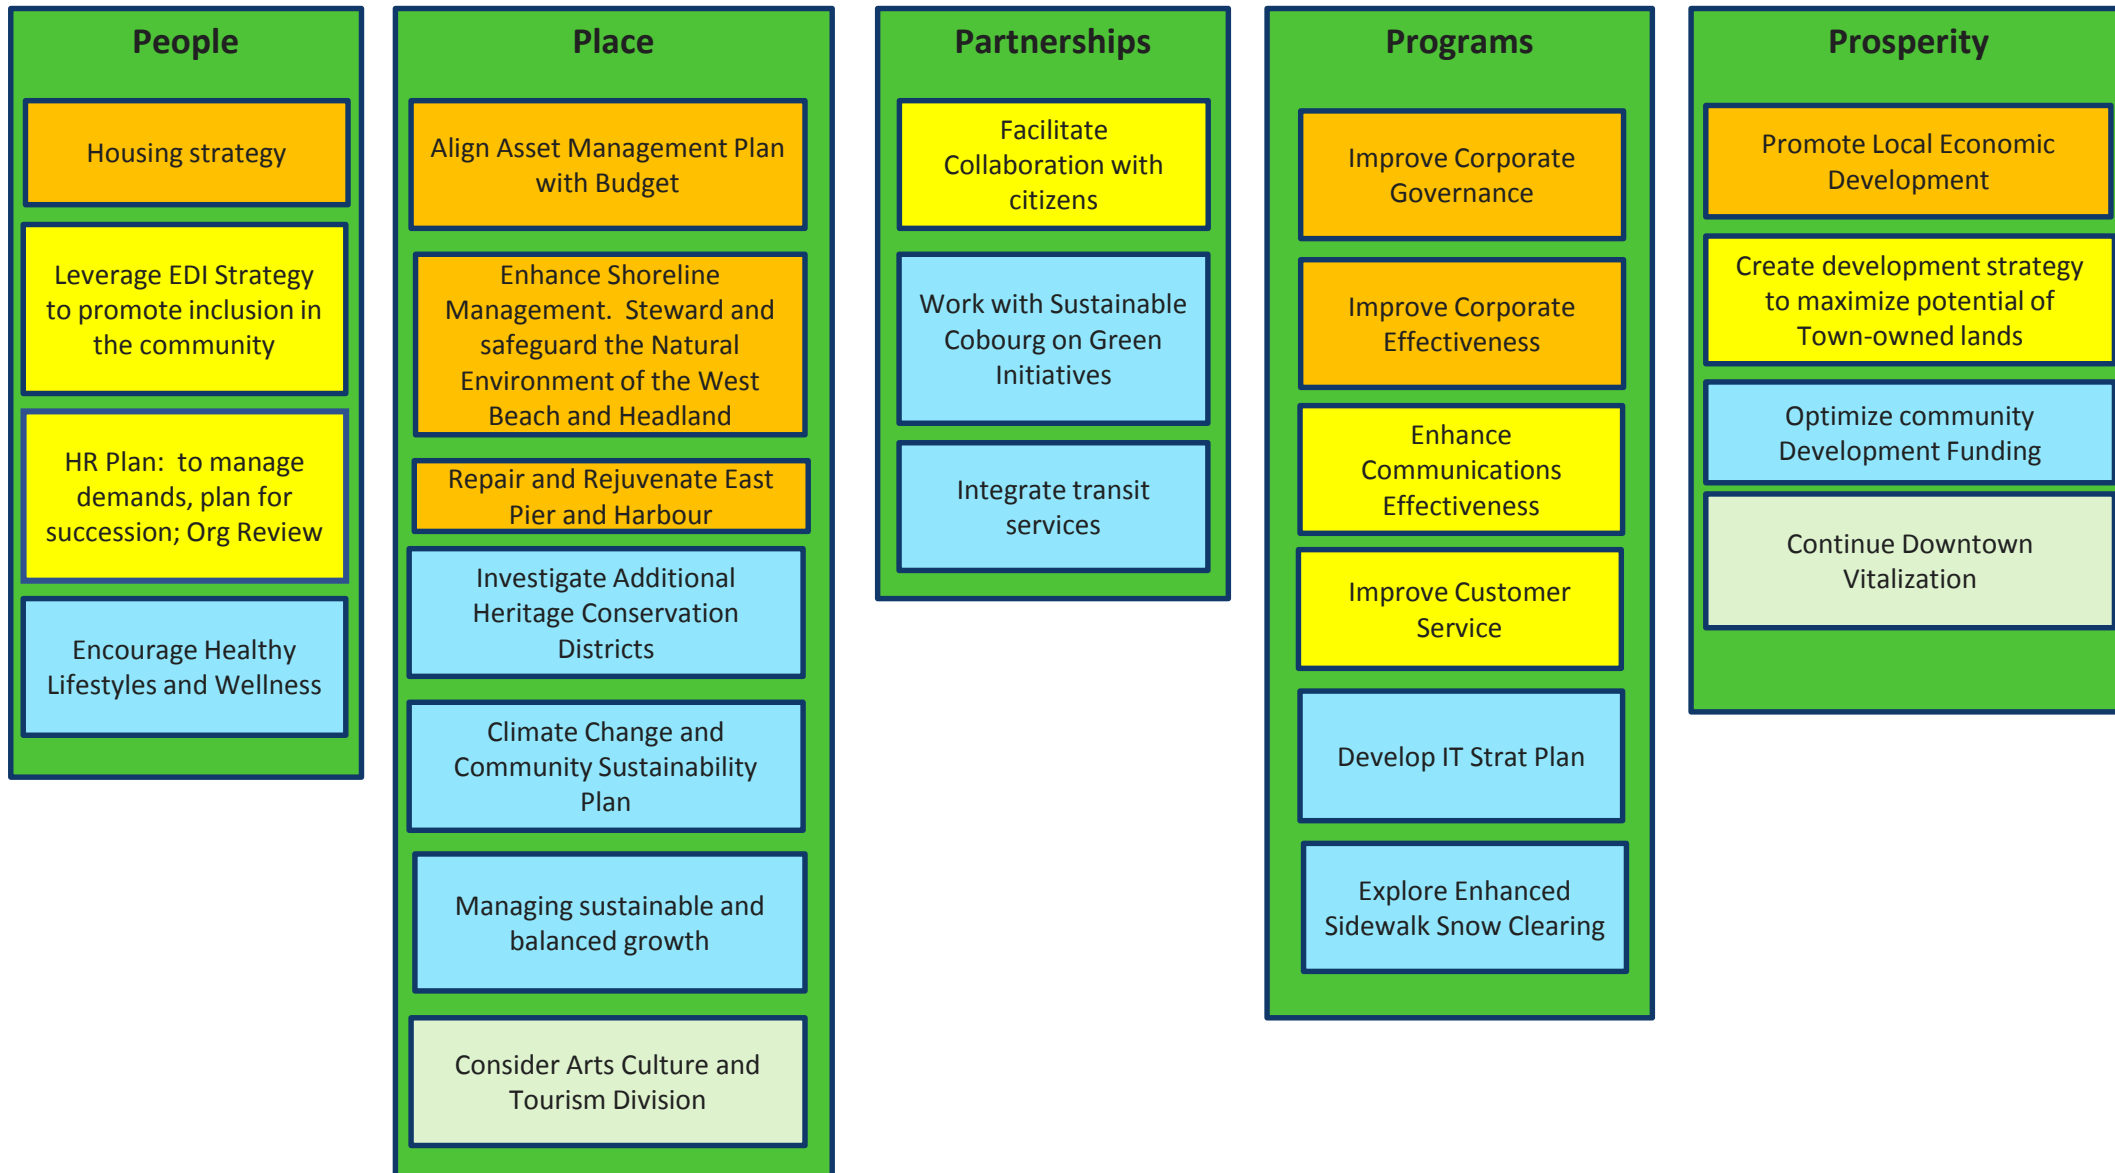 People
Housing strategy
Leverage EDI Strategy
to promote inclusion in
the community
HR Plan:  to manage
demands, plan for
succession; Org Review
Encourage Healthy
Lifestyles and Wellness
Place
Align Asset Management Plan
with Budget
Enhance Shoreline
Management.  Steward and
safeguard the Natural
Environment of the West
Beach and Headland
Repair and Rejuvenate East
Pier and Harbour
Investigate Additional
Heritage Conservation
Districts
Climate Change and
Community Sustainability
Plan
Managing sustainable and
balanced growth
Consider Arts Culture and
Tourism Division
Partnerships
Facilitate
Collaboration with
citizens
Work with Sustainable
Cobourg on Green
Initiatives
Integrate transit
services
Programs
Improve Corporate
Governance
Improve Corporate
Effectiveness
Enhance
Communications
Effectiveness
Improve Customer
Service
Develop IT Strat Plan
Explore Enhanced
Sidewalk Snow Clearing
Prosperity
Promote Local Economic
Development
Create development strategy
to maximize potential of
Town-owned lands
Optimize community
Development Funding
Continue Downtown
Vitalization